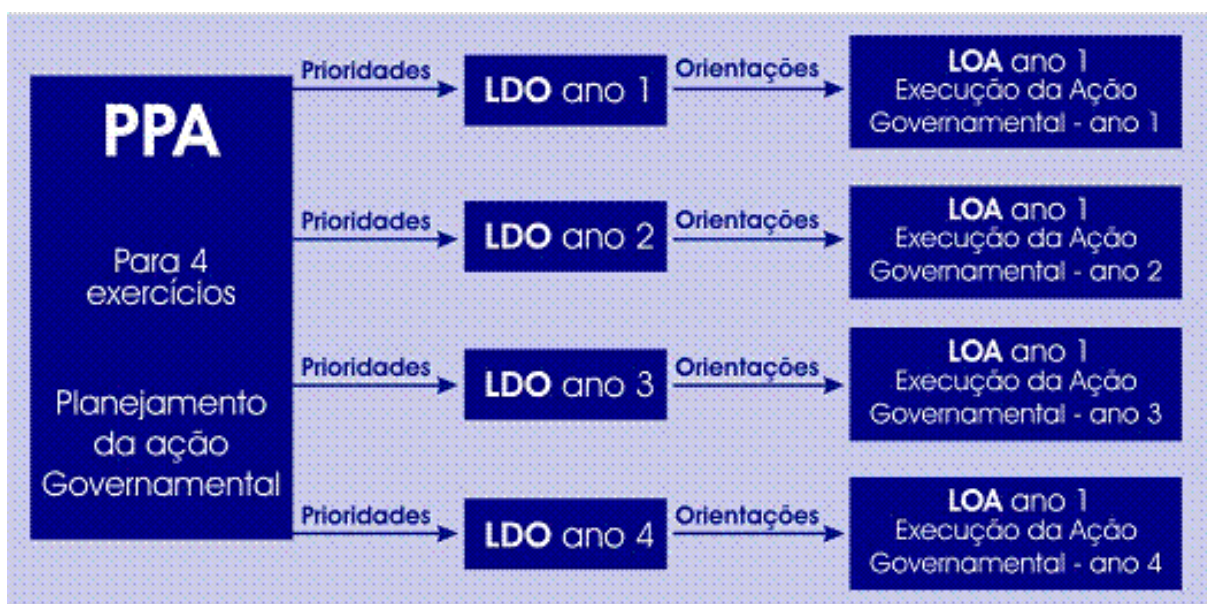 PPA
Para 4
exercícios
Planejamento
da ação
Governamental
Prioridades
LDO ano 1
Orientações
LOA ano 1
Execução da Ação
Governamental - ano 1
Prioridades
LDO ano 2
Orientações
LOA ano 1
Execução da Ação
Governamental - ano 2
Prioridades
LDO ano 3
Orientações
LOA ano 1
Execução da Ação
Governamental - ano 3
Prioridades
LDO ano 4
Orientações
LOA ano 1
Execução da Ação
Governamental - ano 4